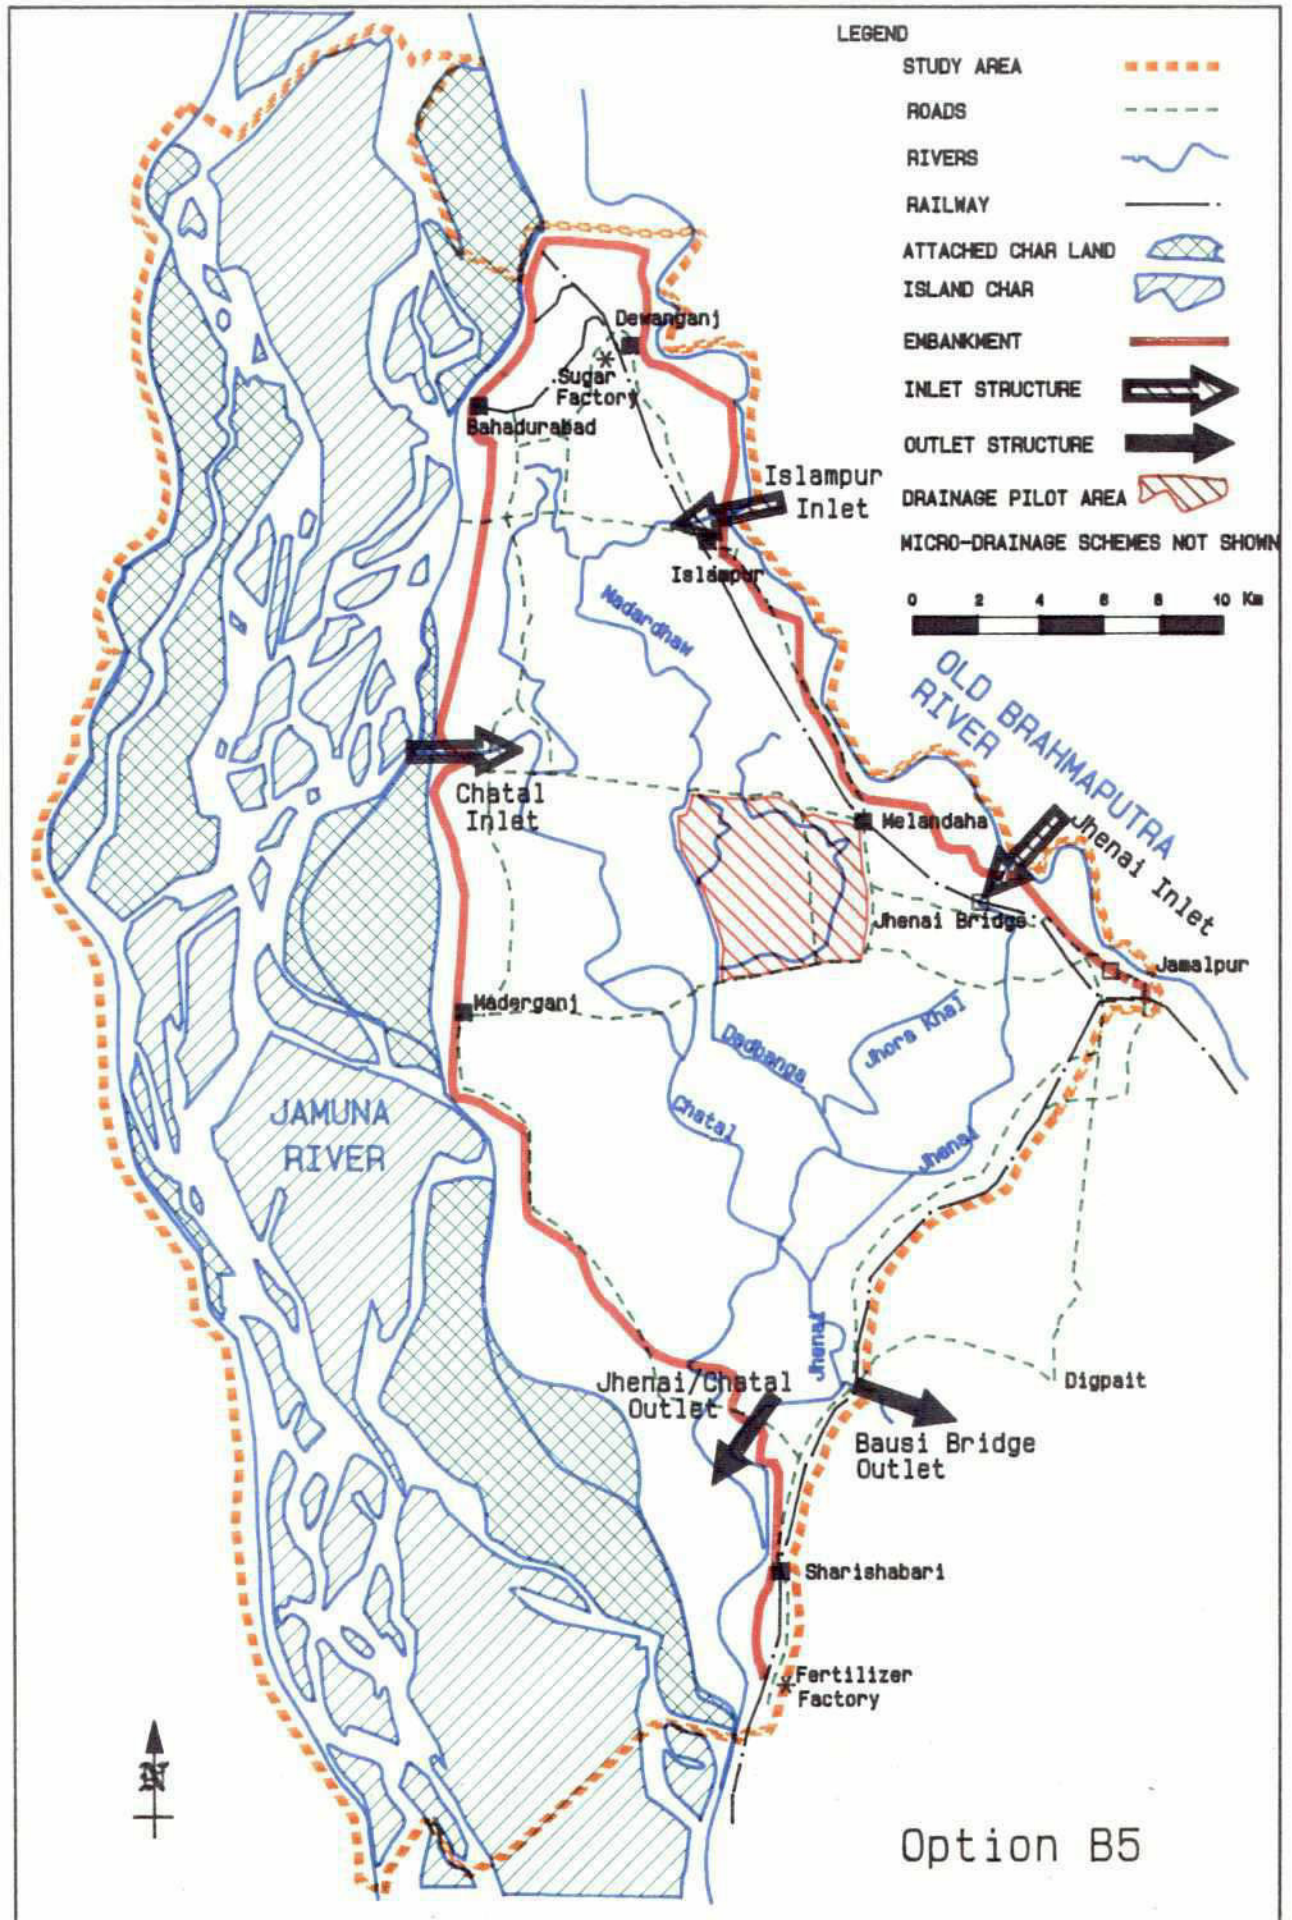 LEGEND
STUDY AREA
ROADS
RIVERS
RAILWAY
ATTACHED CHAR LAND
ISLAND CHAR
EMBANKMENT
INLET STRUCTURE
OUTLET STRUCTURE
DRAINAGE PILOT AREA
MICRO-DRAINAGE SCHEMES NOT SHOWN
0 2 4 6 8 10 Km
Dewanganj
Sugar
Factory
Bahadurabad
Islampur
Inlet
Islampur
Madardhaw
OLD BRAHMAPUTRA
RIVER
Chatal
Inlet
Melandaha
Jhenai Inlet
Jhenai Bridge
Jamalpur
Maderganj
Dadbanga
Jhors Khal
Chatal
Jhenai
JAMUNA
RIVER
Jhenai
Jhenai/Chatal
Outlet
Digpait
Bausi Bridge
Outlet
Sharishabari
Fertilizer
Factory
N
Option B5